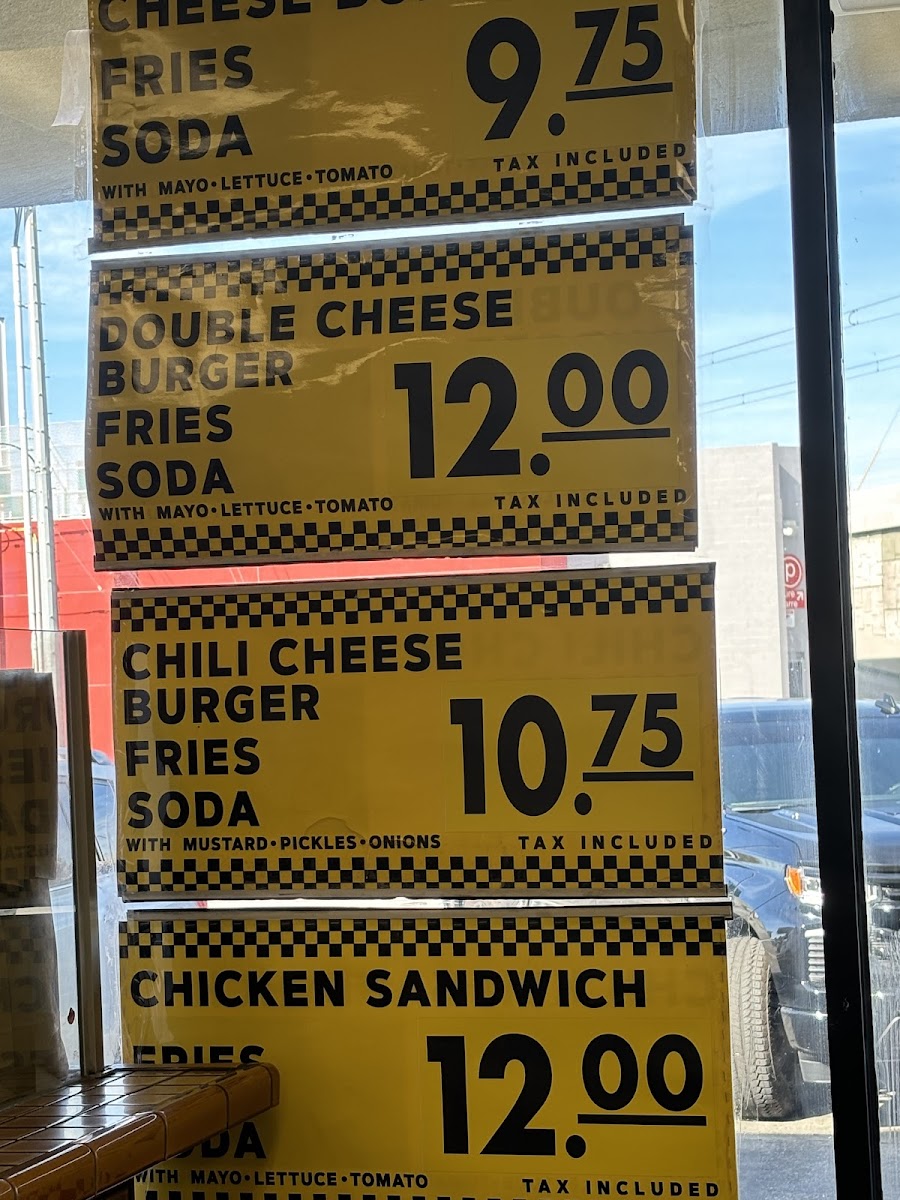 CHEESE
FRIES
SODA
9.75
WITH MAYO•LETTUCE•TOMATO
TAX INCLUDED
DOUBLE CHEESE
BURGER
FRIES
SODA
12.00
WITH MAYO•LETTUCE•TOMATO
TAX INCLUDED
CHILI CHEESE
BURGER
FRIES
SODA
10.75
WITH MUSTARD•PICKLES•ONiONS
TAX INCLUDED
CHICKEN SANDWICH
FRIES
12.00
WITH MAYO•LETTUCE•TOMATO
TAX INCLUDED